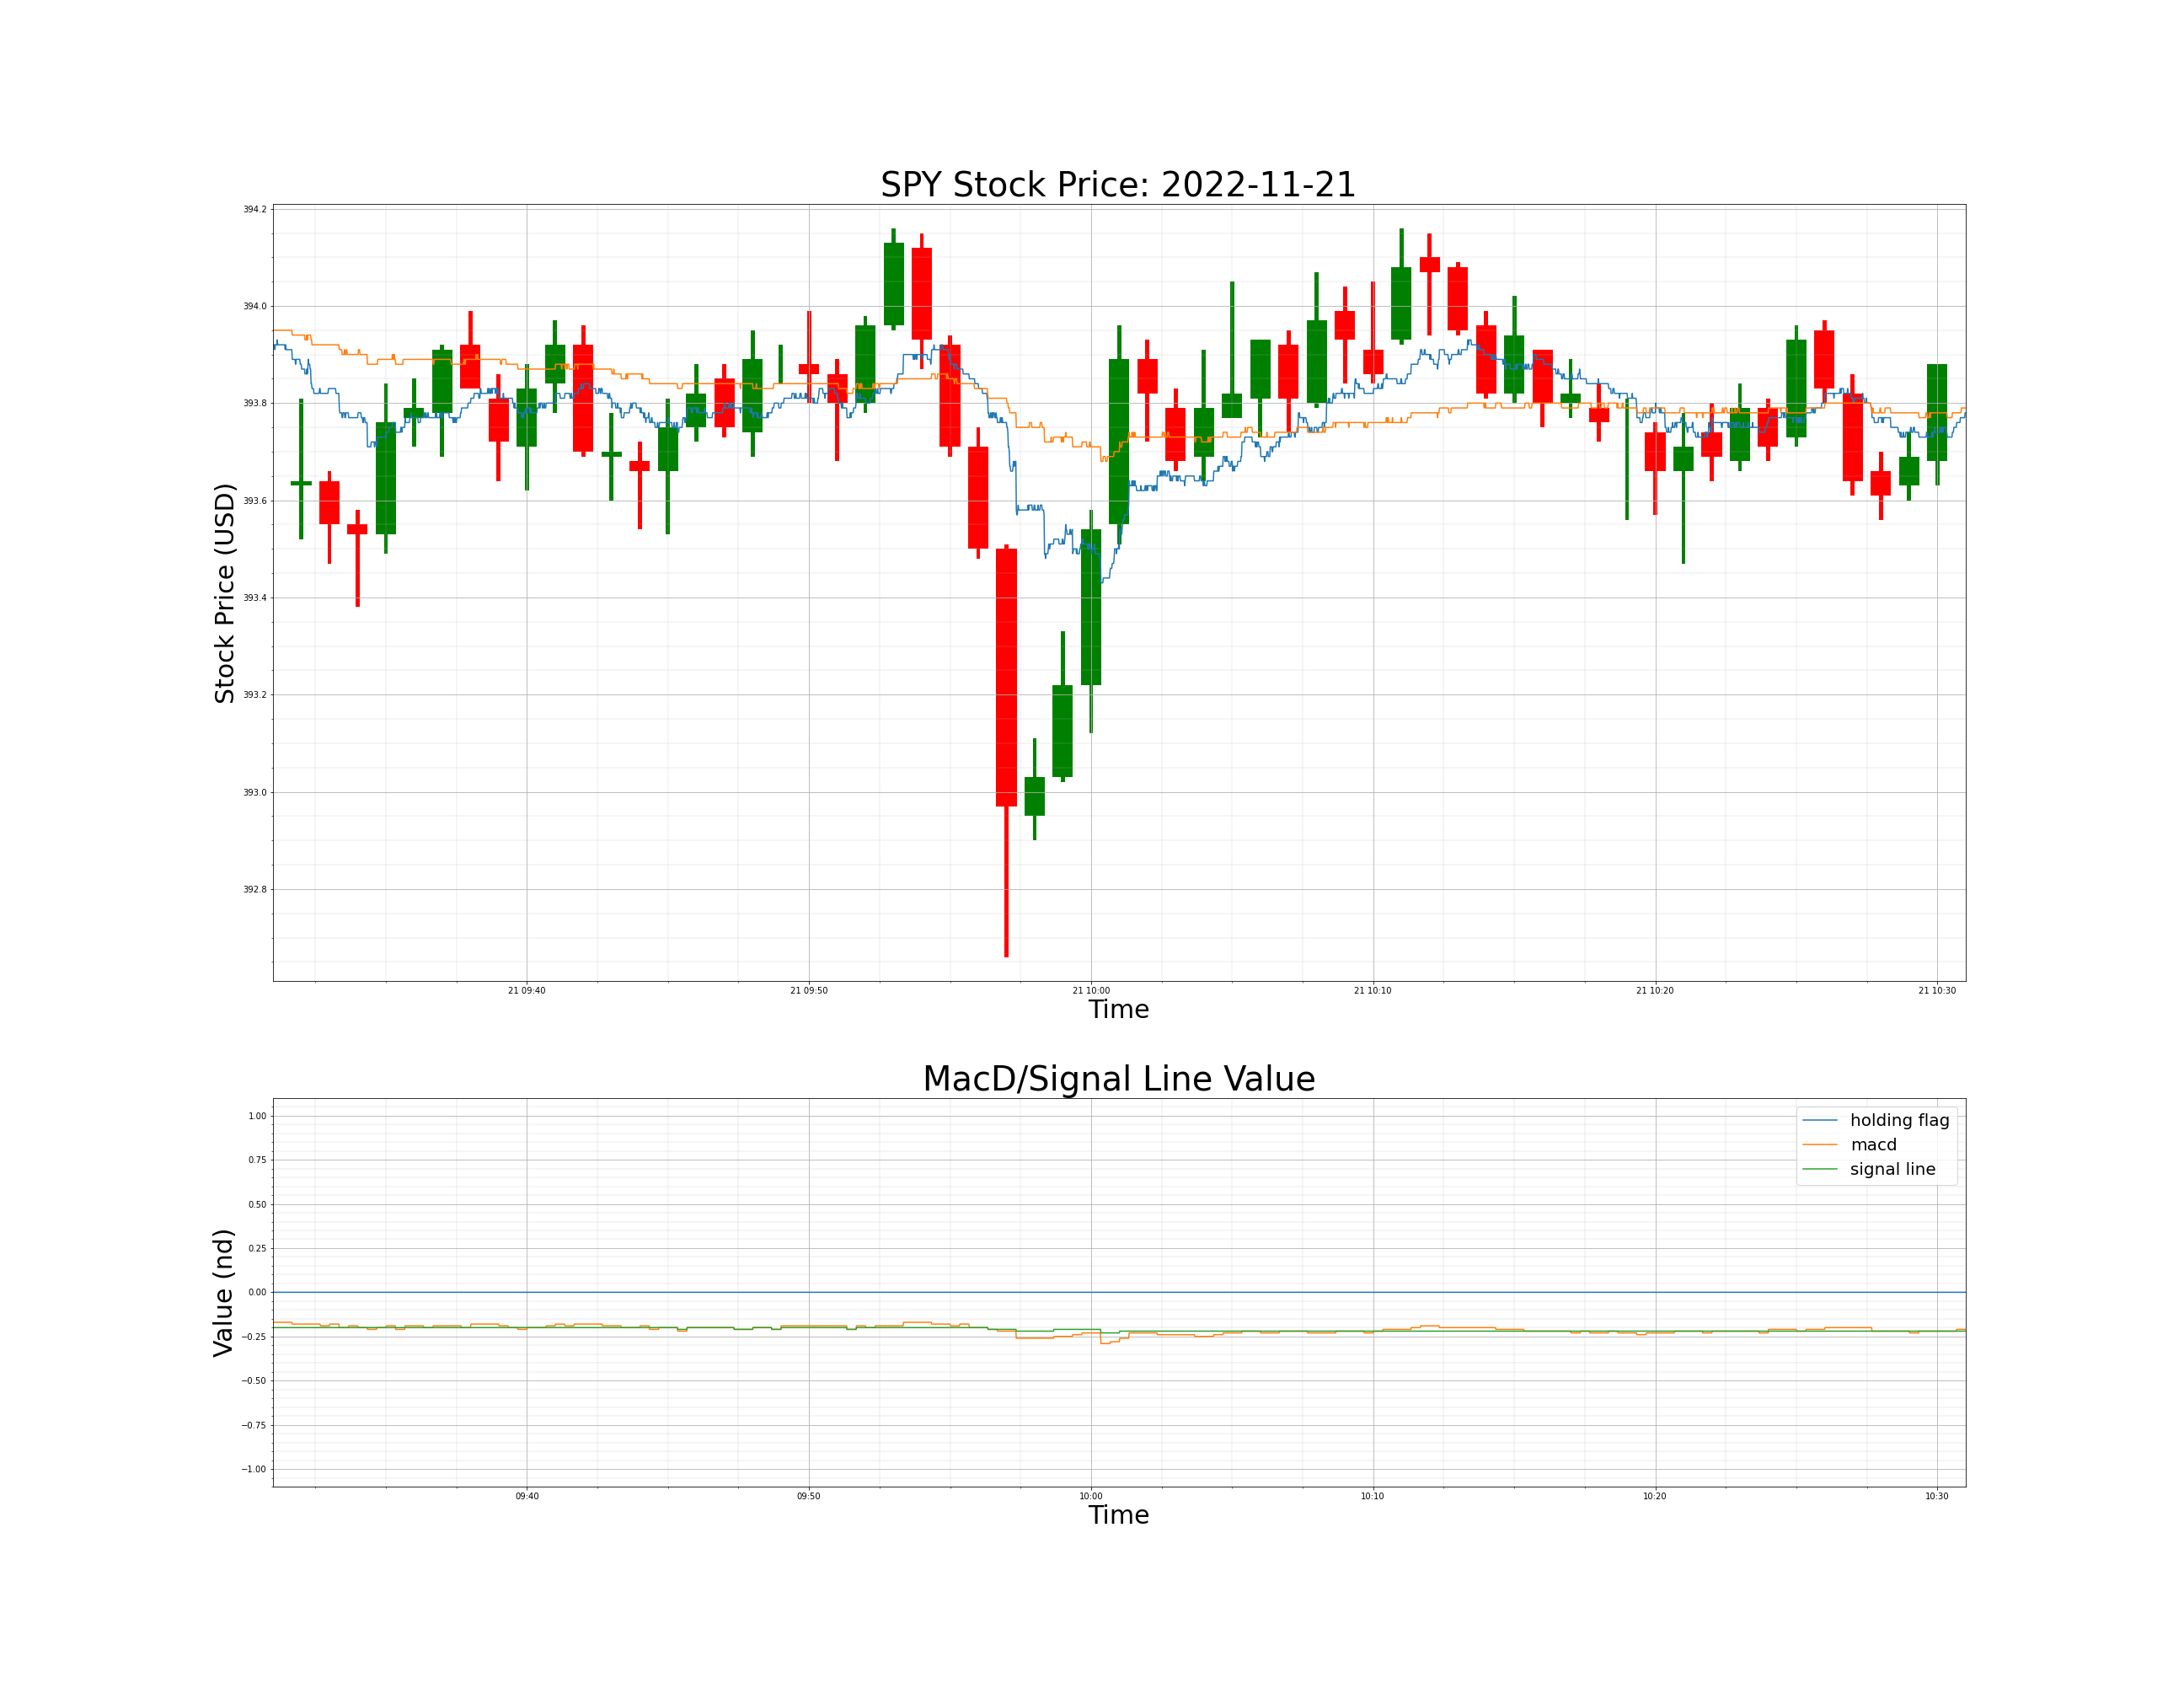 SPY Stock Price: 2022-11-21
394.2
394.0
393.8
393.6
393.4
393.2
393.0
392.8
Stock Price (USD)
21 09:40 21 09:50 21 10:00 21 10:10 21 10:20 21 10:30
Time
MacD/Signal Line Value
1.00
0.75
0.50
0.25
0.00
−0.25
−0.50
−0.75
−1.00
Value (nd)
holding flag
macd
signal line
09:40 09:50 10:00 10:10 10:20 10:30
Time